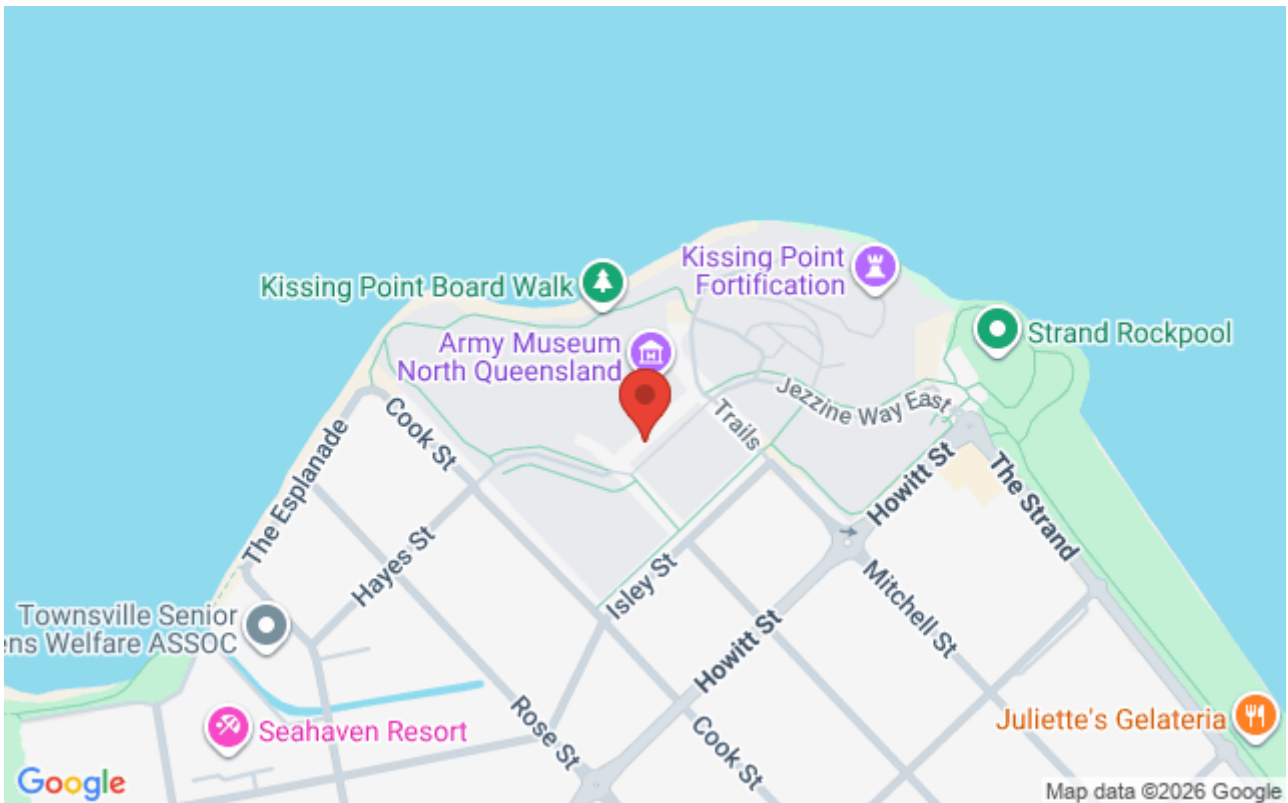 Kissing Point
Fortification
Kissing Point Board Walk
Strand Rockpool
Army Museum
North Queensland
Jezzine Way East
Trails
Cook St
The Esplanade
Howitt St
The Strand
Hayes St
Isley St
Mitchell St
Townsville Senior
ens Welfare ASSOC
Howitt St
Rose St
Cook St
Juliette's Gelateria
Seahaven Resort
Google
Map data ©2026 Google